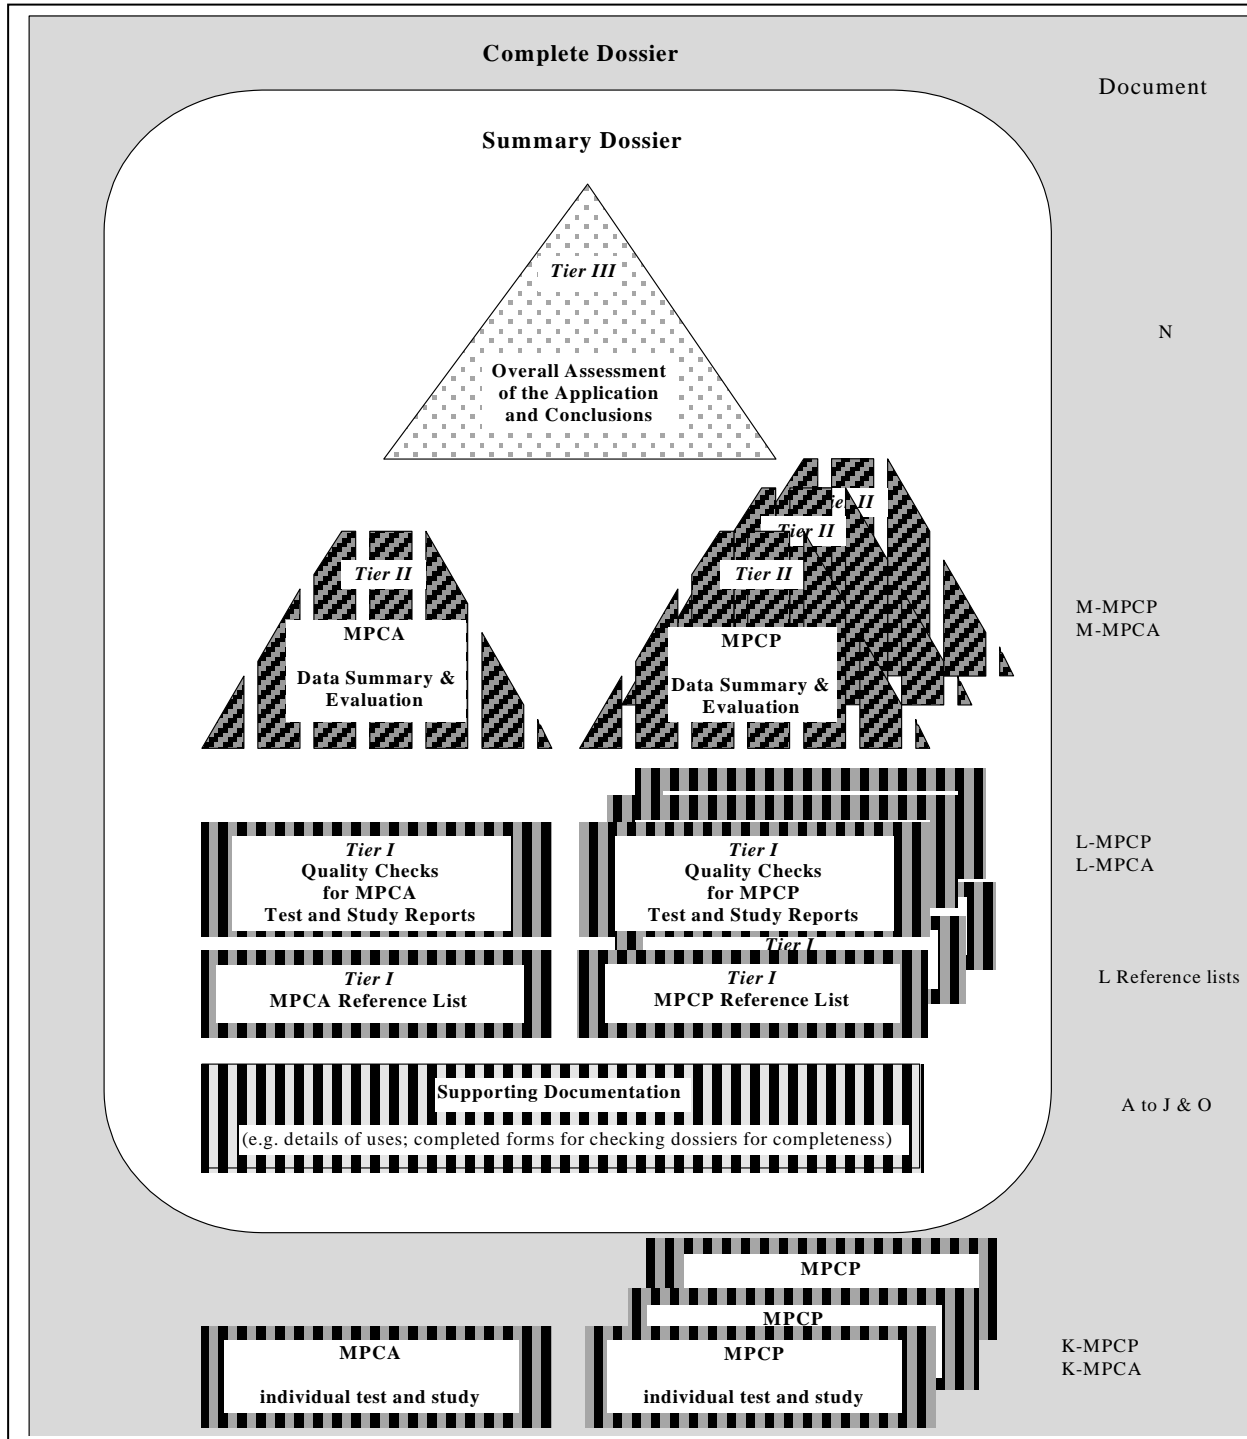 Complete Dossier
Document
Summary Dossier
Tier III
N
Overall Assessment
of the Application
and Conclusions
ier II
Tier II
Tier II
Tier II
MPCA
Data Summary &
Evaluation
MPCP
Data Summary &
Evaluation
M-MPCP
M-MPCA
Tier I
Quality Checks
for MPCA
Test and Study Reports
Tier I
Quality Checks
for MPCP
Test and Study Reports
L-MPCP
L-MPCA
Tier I
Tier I
MPCA Reference List
Tier I
MPCP Reference List
L Reference lists
Supporting Documentation
(e.g. details of uses; completed forms for checking dossiers for completeness)
A to J & O
MPCP
MPCP
MPCA
individual test and study
MPCP
individual test and study
K-MPCP
K-MPCA